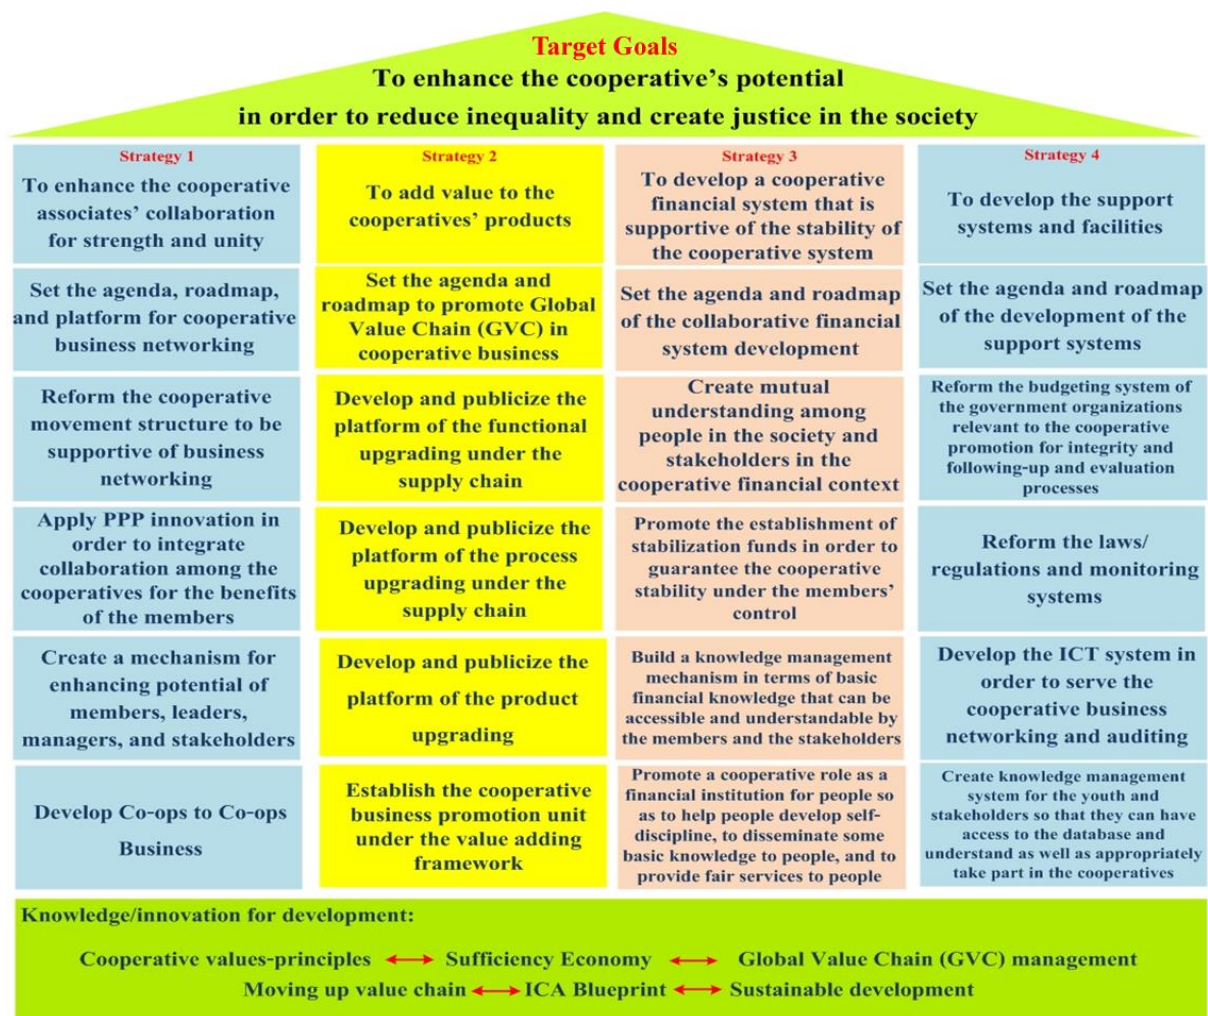 Target Goals
To enhance the cooperative’s potential
in order to reduce inequality and create justice in the society
Strategy 1
To enhance the cooperative
associates’ collaboration
for strength and unity
Set the agenda, roadmap,
and platform for cooperative
business networking
Reform the cooperative
movement structure to be
supportive of business
networking
Apply PPP innovation in
order to integrate
collaboration among the
cooperatives for the benefits
of the members
Create a mechanism for
enhancing potential of
members, leaders,
managers, and stakeholders
Develop Co-ops to Co-ops
Business
Strategy 2
To add value to the
cooperatives’ products
Set the agenda and
roadmap to promote Global
Value Chain (GVC) in
cooperative business
Develop and publicize the
platform of the functional
upgrading under the
supply chain
Develop and publicize the
platform of the process
upgrading under the
supply chain
Develop and publicize the
platform of the product
upgrading
Establish the cooperative
business promotion unit
under the value adding
framework
Strategy 3
To develop a cooperative
financial system that is
supportive of the stability of
the cooperative system
Set the agenda and roadmap
of the collaborative financial
system development
Create mutual
understanding among
people in the society and
stakeholders in the
cooperative financial context
Promote the establishment of
stabilization funds in order to
guarantee the cooperative
stability under the members’
control
Build a knowledge management
mechanism in terms of basic
financial knowledge that can be
accessible and understandable by
the members and the stakeholders
Promote a cooperative role as a
financial institution for people so
as to help people develop self-
discipline, to disseminate some
basic knowledge to people, and to
provide fair services to people
Strategy 4
To develop the support
systems and facilities
Set the agenda and roadmap
of the development of the
support systems
Reform the budgeting system of
the government organizations
relevant to the cooperative
promotion for integrity and
following-up and evaluation
processes
Reform the laws/
regulations and monitoring
systems
Develop the ICT system in
order to serve the
cooperative business
networking and auditing
Create knowledge management
system for the youth and
stakeholders so that they can have
access to the database and
understand as well as appropriately
take part in the cooperatives
Knowledge/innovation for development:
Cooperative values-principles ⟷ Sufficiency Economy ⟷ Global Value Chain (GVC) management
Moving up value chain ⟷ ICA Blueprint ⟷ Sustainable development